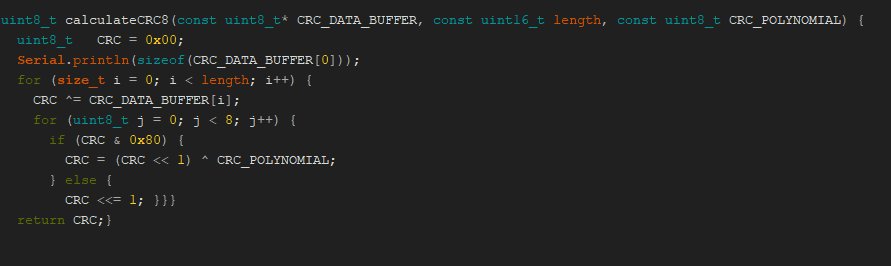 uint8_t calculateCRC8(const uint8_t* CRC_DATA_BUFFER, const uint16_t length, const uint8_t CRC_POLYNOMIAL) {
  uint8_t   CRC = 0x00;
  Serial.println(sizeof(CRC_DATA_BUFFER[0]));
  for (size_t i = 0; i < length; i++) {
    CRC ^= CRC_DATA_BUFFER[i];
    for (uint8_t j = 0; j < 8; j++) {
      if (CRC & 0x80) {
        CRC = (CRC << 1) ^ CRC_POLYNOMIAL;
      } else {
        CRC <<= 1; }}}
  return CRC;}